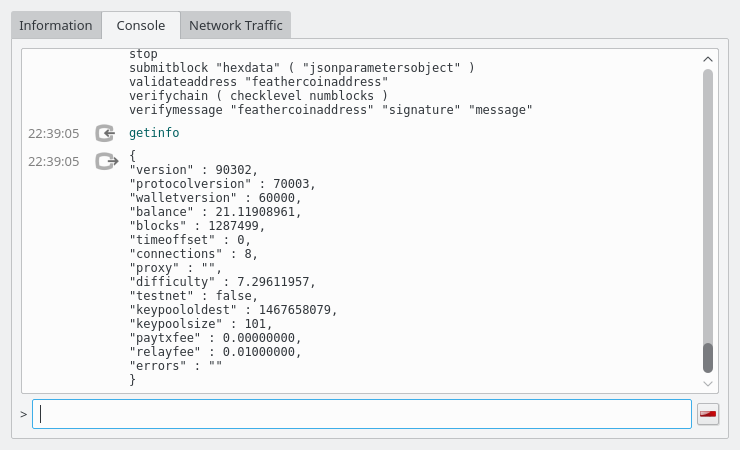 Information Console Network Traffic
stop
submitblock "hexdata" ( "jsonparametersobject" )
validateaddress "feathercoinaddress"
verifychain ( checklevel numblocks )
verifymessage "feathercoinaddress" "signature" "message"
22:39:05 getinfo
22:39:05 {
"version" : 90302,
"protocolversion" : 70003,
"walletversion" : 60000,
"balance" : 21.11908961,
"blocks" : 1287499,
"timeoffset" : 0,
"connections" : 8,
"proxy" : "",
"difficulty" : 7.29611957,
"testnet" : false,
"keypoololdest" : 1467658079,
"keypoolsize" : 101,
"paytxfee" : 0.00000000,
"relayfee" : 0.01000000,
"errors" : ""
}
>